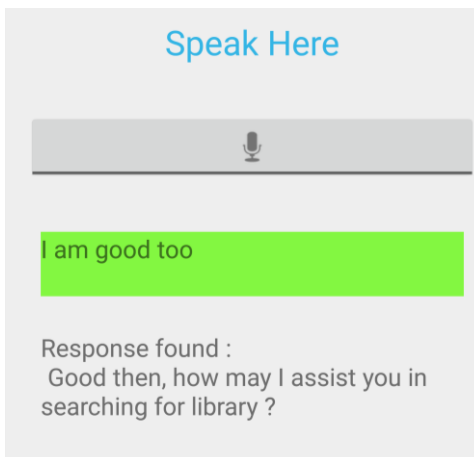 Speak Here
I am good too
Response found :
Good then, how may I assist you in
searching for library ?